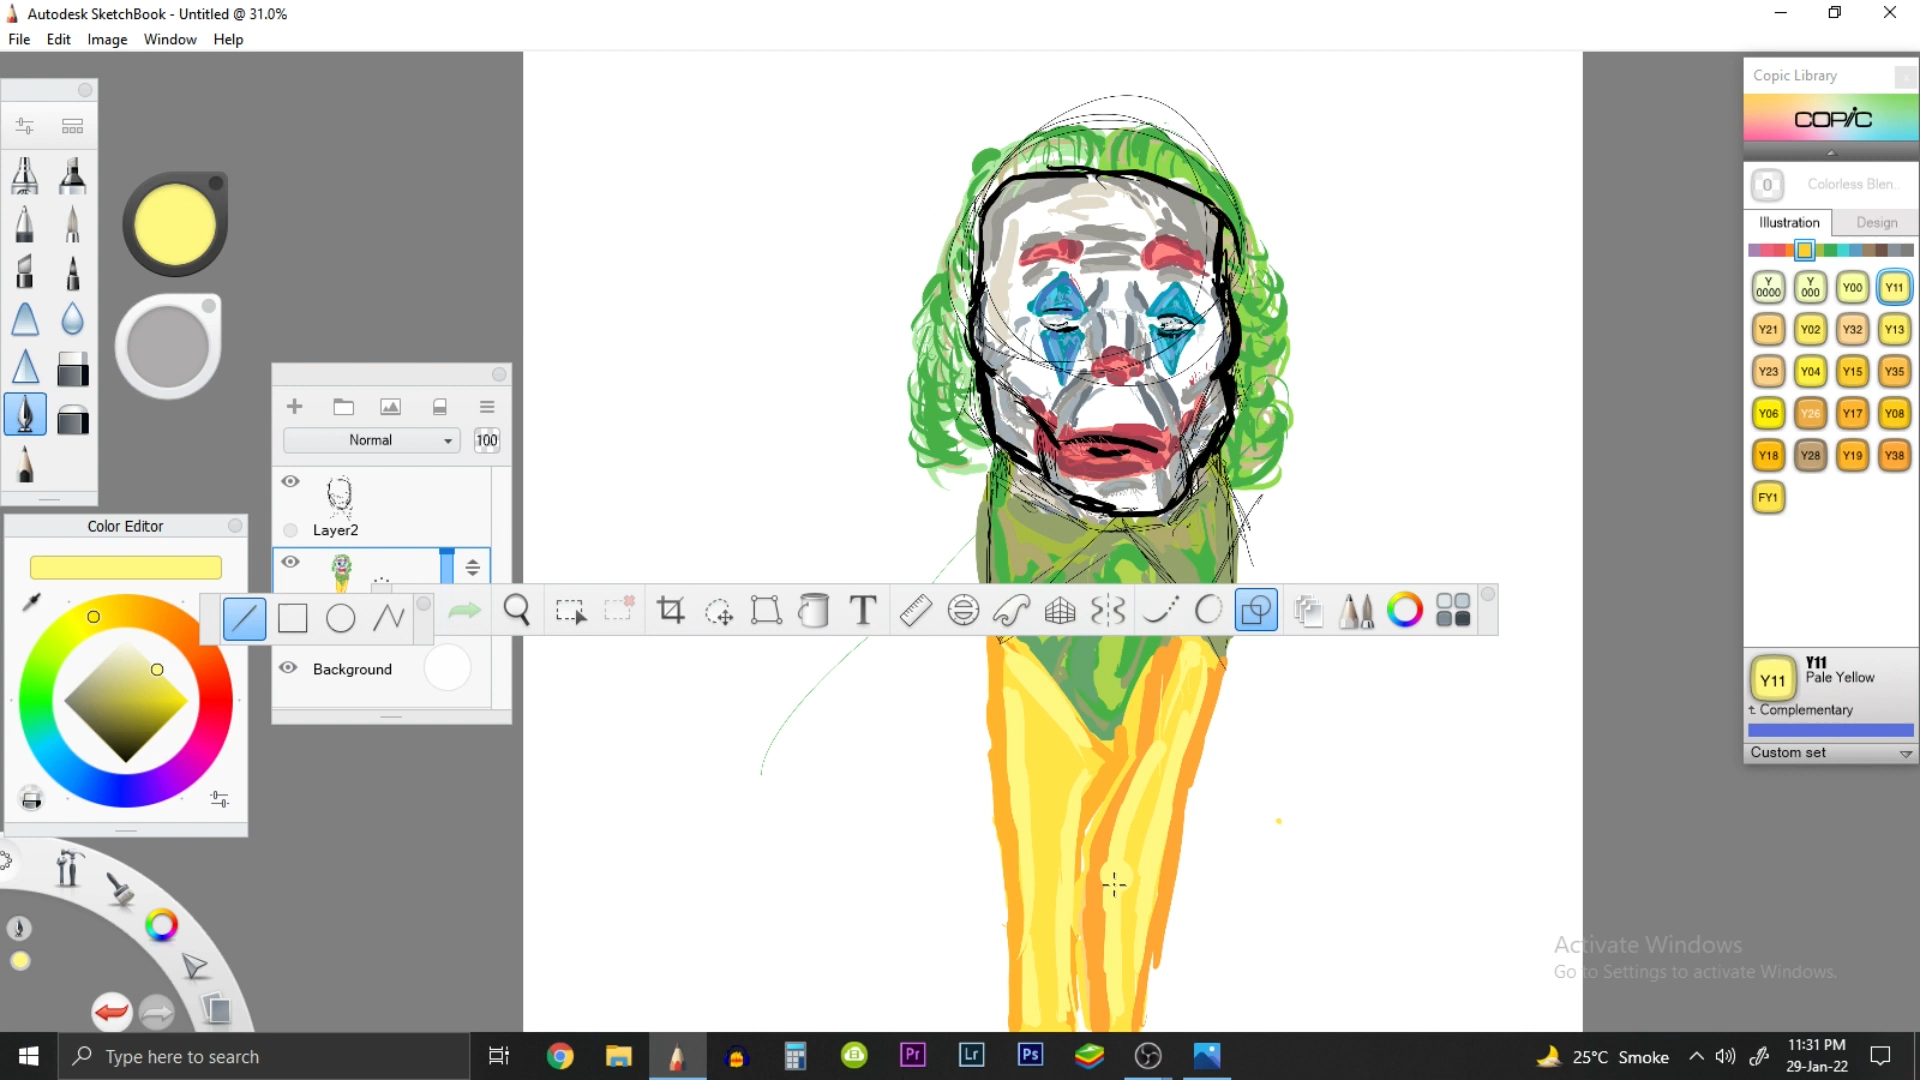 Autodesk SketchBook - Untitled @ 31.0%
File Edit Image Window Help
Copic Library
COPIC
0 Colorless Blen..
Illustration Design
Y0000 Y000 Y00 Y11
Y21 Y02 Y32 Y13
Y23 Y04 Y15 Y35
Y06 Y26 Y17 Y08
Y18 Y28 Y19 Y38
FY1
Y11 Y11
Pale Yellow
Complementary
Custom set
Normal 100
Layer2
Background
Color Editor
T
Activate Windows
Go to Settings to activate Windows.
Type here to search
Pr Lr Ps
25°C Smoke
11:31 PM
29-Jan-22